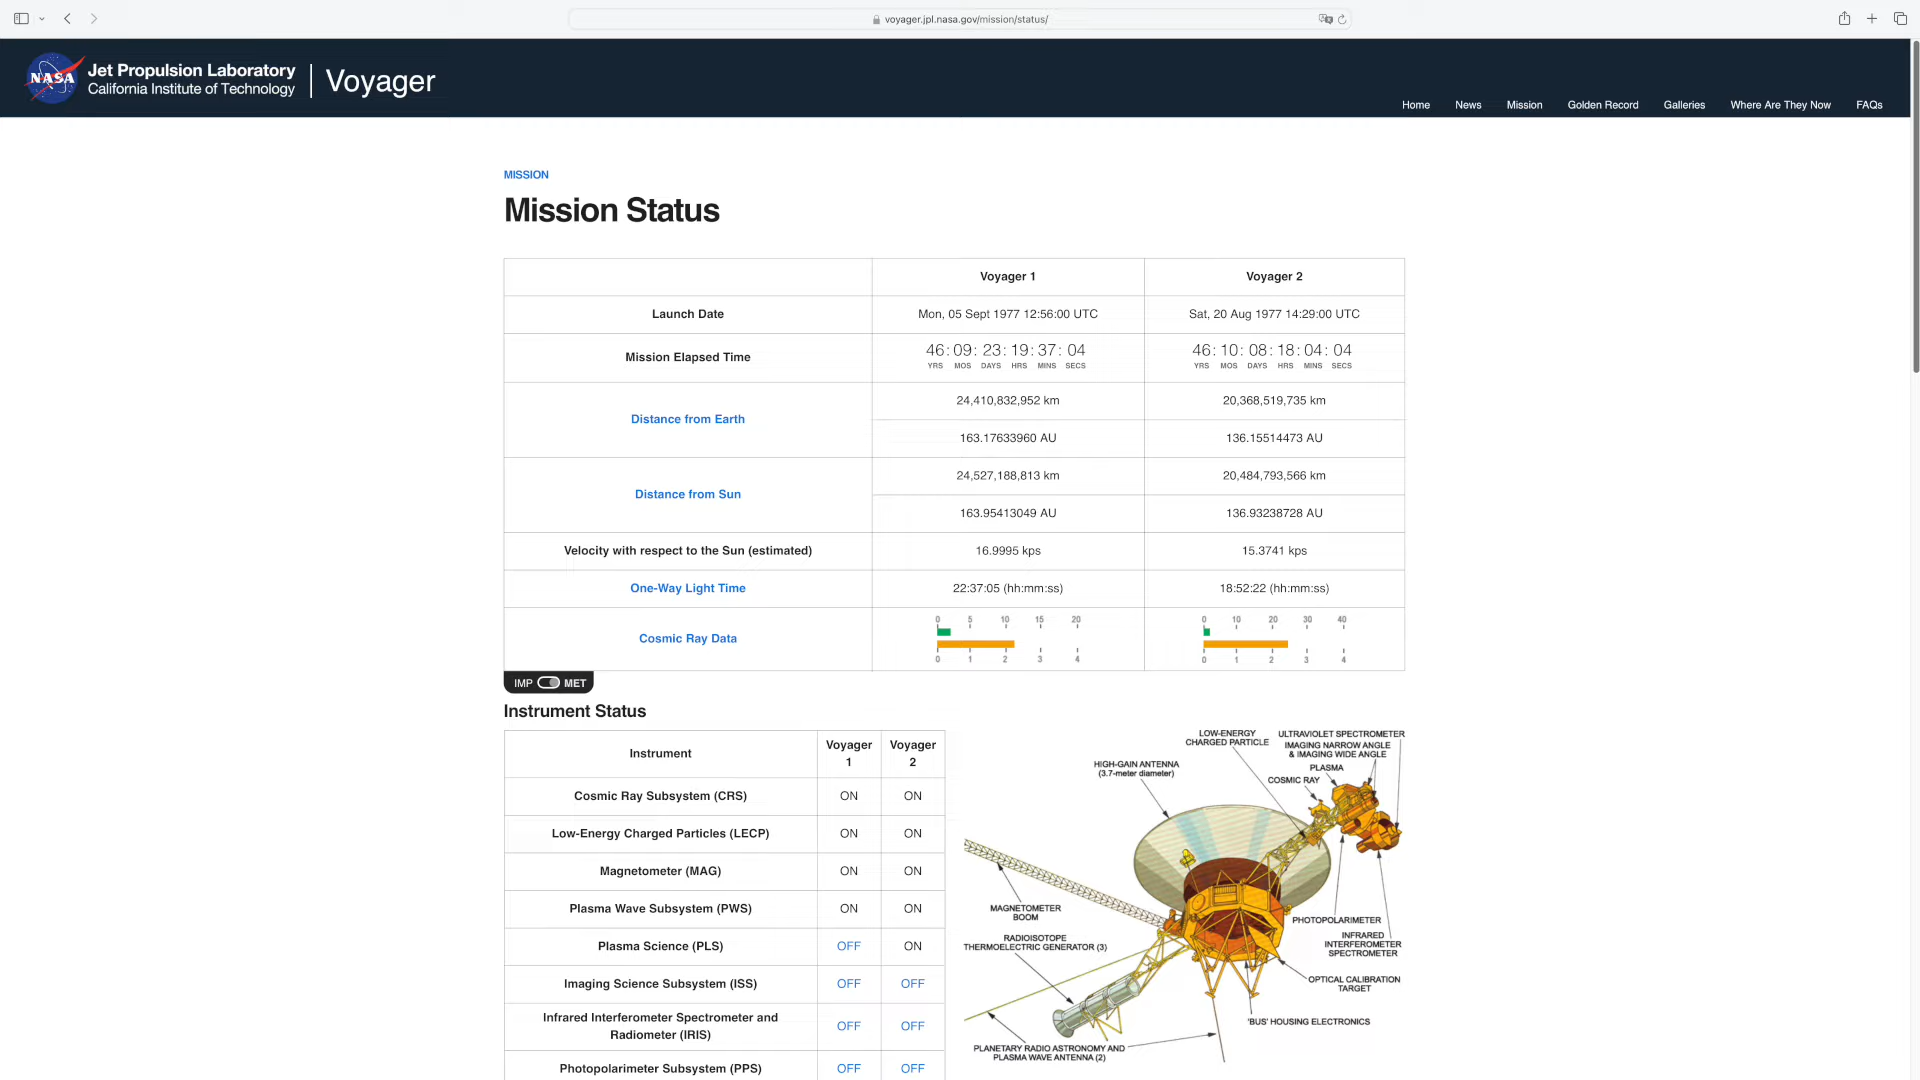 voyager.jpl.nasa.gov/mission/status/
NASA
Jet Propulsion Laboratory
California Institute of Technology
Voyager
Home News Mission Golden Record Galleries Where Are They Now FAQs
MISSION
Mission Status
Voyager 1 Voyager 2
Launch Date Mon, 05 Sept 1977 12:56:00 UTC Sat, 20 Aug 1977 14:29:00 UTC
Mission Elapsed Time 46: 09: 23: 19: 37: 04 46: 10: 08: 18: 04: 04
YRS MOS DAYS HRS MINS SECS YRS MOS DAYS HRS MINS SECS
Distance from Earth 24,410,832,952 km 20,368,519,735 km
163.17633960 AU 136.15514473 AU
Distance from Sun 24,527,188,813 km 20,484,793,566 km
163.95413049 AU 136.93238728 AU
Velocity with respect to the Sun (estimated) 16.9995 kps 15.3741 kps
One-Way Light Time 22:37:05 (hh:mm:ss) 18:52:22 (hh:mm:ss)
Cosmic Ray Data
0 5 10 15 20 0 10 20 30 40
0 1 2 3 4 0 1 2 3 4
IMP MET
Instrument Status
Instrument Voyager 1 Voyager 2
Cosmic Ray Subsystem (CRS) ON ON
Low-Energy Charged Particles (LECP) ON ON
Magnetometer (MAG) ON ON
Plasma Wave Subsystem (PWS) ON ON
Plasma Science (PLS) OFF ON
Imaging Science Subsystem (ISS) OFF OFF
Infrared Interferometer Spectrometer and
Radiometer (IRIS) OFF OFF
Photopolarimeter Subsystem (PPS) OFF OFF
LOW-ENERGY
CHARGED PARTICLE
ULTRAVIOLET SPECTROMETER
IMAGING NARROW ANGLE
& IMAGING WIDE ANGLE
PLASMA
COSMIC RAY
HIGH-GAIN ANTENNA
(3.7-meter diameter)
MAGNETOMETER
BOOM
RADIOISOTOPE
THERMOELECTRIC GENERATOR (3)
PHOTOPOLARIMETER
INFRARED
INTERFEROMETER
SPECTROMETER
OPTICAL CALIBRATION
TARGET
'BUS' HOUSING ELECTRONICS
PLANETARY RADIO ASTRONOMY AND
PLASMA WAVE ANTENNA (2)